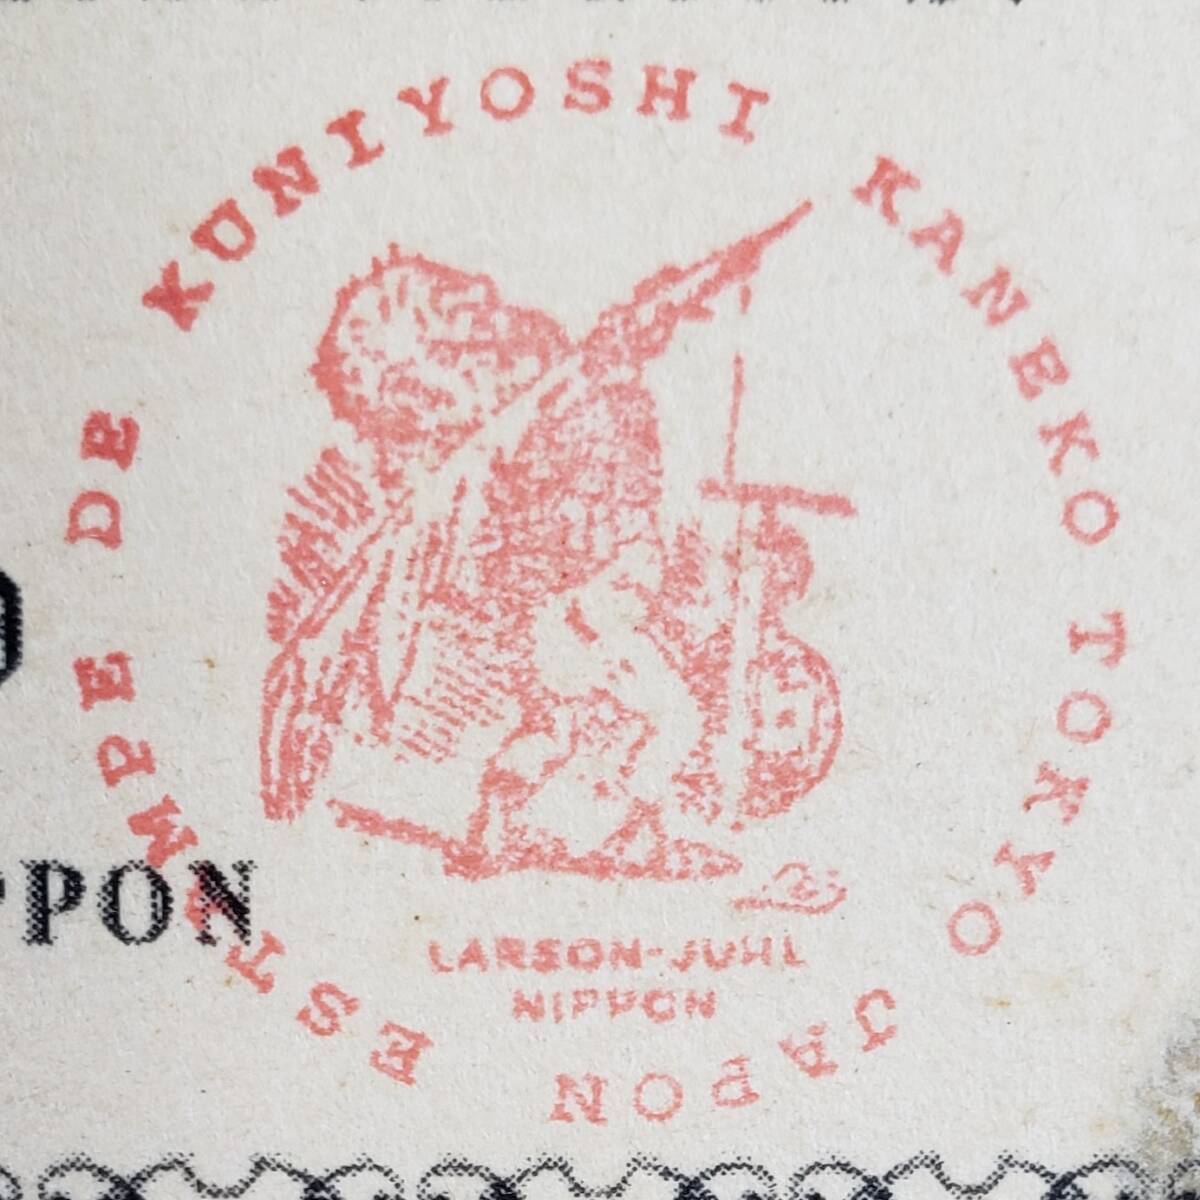 ESTAMPE DE KUNIYOSHI KANEKO TOKYO JAPON
LARSON-JUHL
NIPPON
PPON